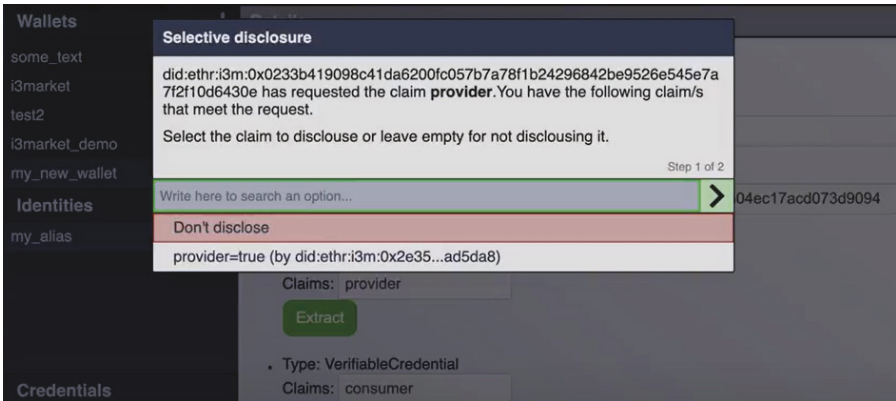 Wallets
some_text
i3market
test2
i3market_demo
my_new_wallet
Identities
my_alias
Credentials
Selective disclosure
did:ethr:i3m:0x0233b419098c41da6200fc057b7a78f1b24296842be9526e545e7a
7f2f10d6430e has requested the claim provider.You have the following claim/s
that meet the request.
Select the claim to disclouse or leave empty for not disclousing it.
Step 1 of 2
Write here to search an option...
Don't disclose
provider=true (by did:ethr:i3m:0x2e35...ad5da8)
04ec17acd073d9094
Claims: provider
Extract
Type: VerifiableCredential
Claims: consumer